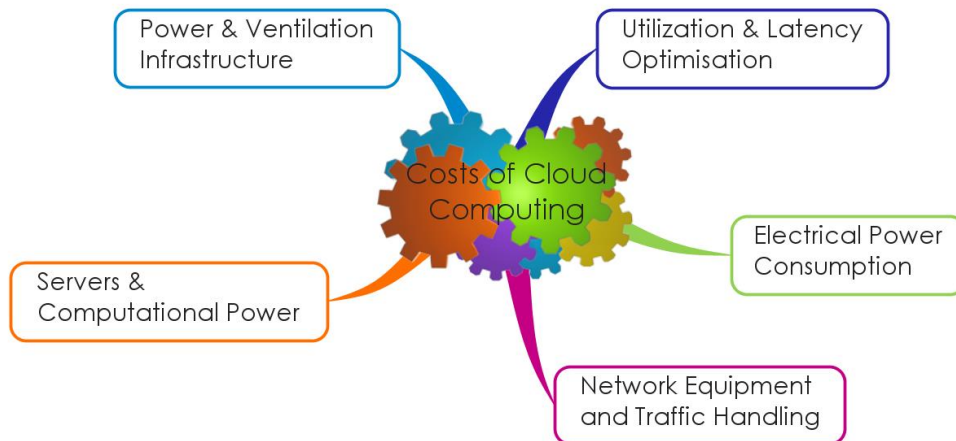 Power & Ventilation
Infrastructure
Utilization & Latency
Optimisation
Costs of Cloud
Computing
Electrical Power
Consumption
Servers &
Computational Power
Network Equipment
and Traffic Handling